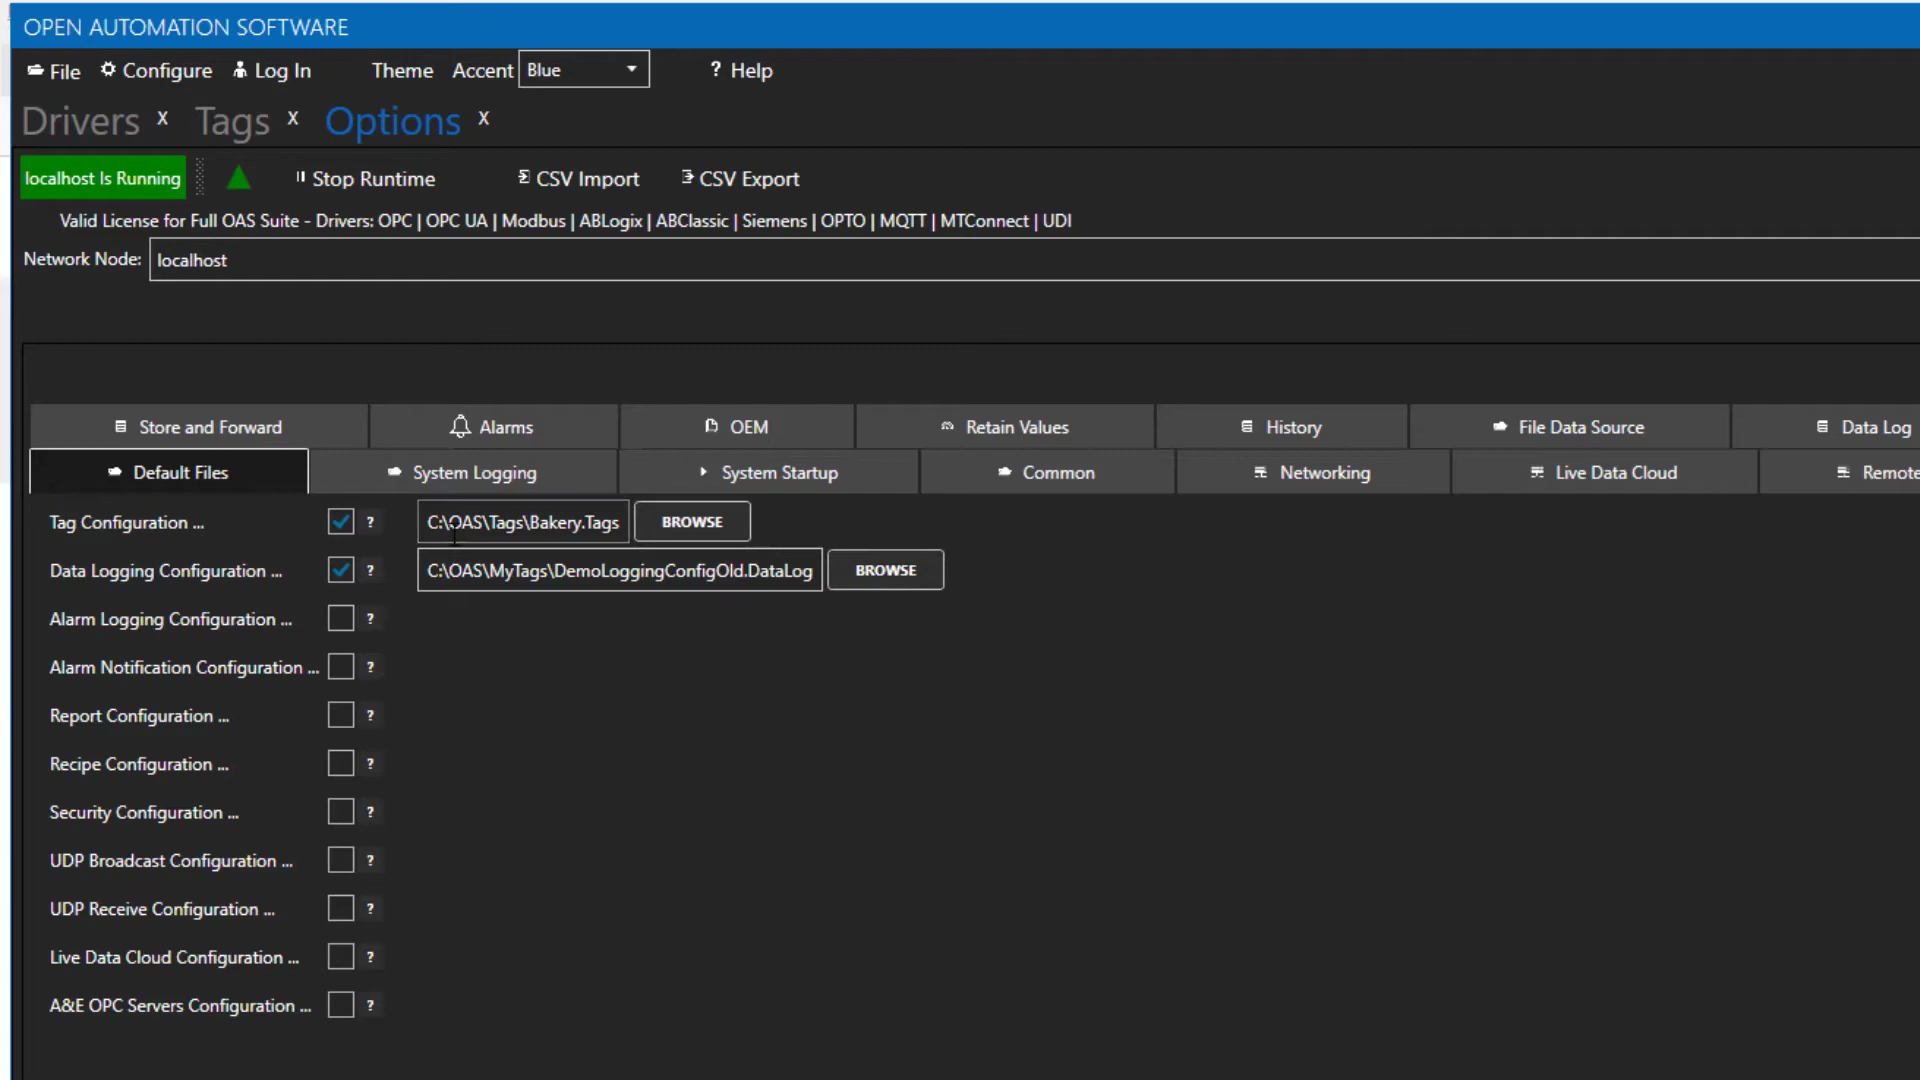 OPEN AUTOMATION SOFTWARE
File Configure Log In Theme Accent Blue ? Help
Drivers x Tags x Options x
localhost Is Running Stop Runtime CSV Import CSV Export
Valid License for Full OAS Suite - Drivers: OPC | OPC UA | Modbus | ABLogix | ABClassic | Siemens | OPTO | MQTT | MTConnect | UDI
Network Node: localhost
Store and Forward Alarms OEM Retain Values History File Data Source Data Log
Default Files System Logging System Startup Common Networking Live Data Cloud Remote
Tag Configuration ... ? C:\OAS\Tags\Bakery.Tags BROWSE
Data Logging Configuration ... ? C:\OAS\MyTags\DemoLoggingConfigOld.DataLog BROWSE
Alarm Logging Configuration ... ?
Alarm Notification Configuration ... ?
Report Configuration ... ?
Recipe Configuration ... ?
Security Configuration ... ?
UDP Broadcast Configuration ... ?
UDP Receive Configuration ... ?
Live Data Cloud Configuration ... ?
A&E OPC Servers Configuration ... ?